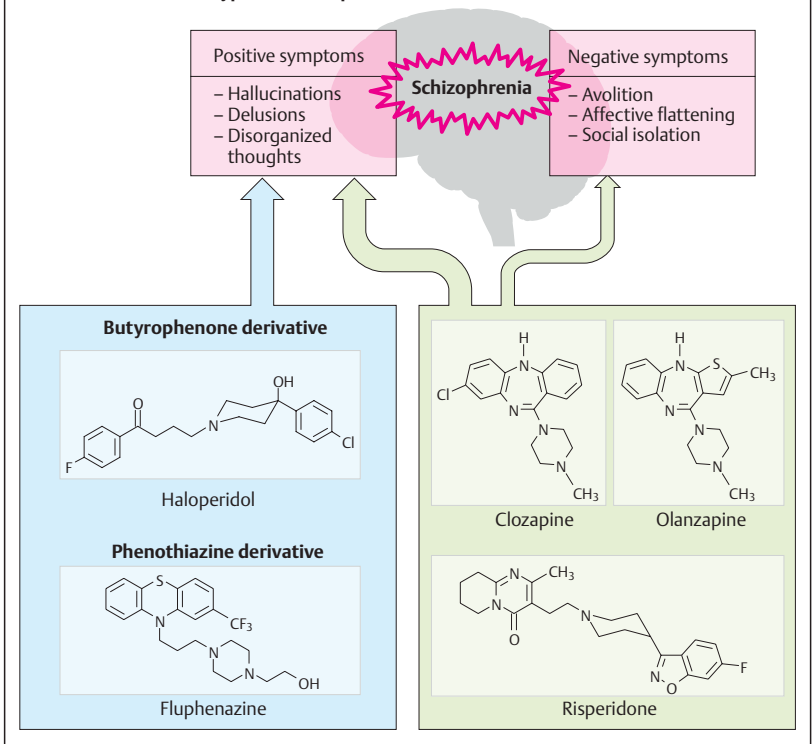 Positive symptoms
– Hallucinations
– Delusions
– Disorganized
thoughts
Schizophrenia
Negative symptoms
– Avolition
– Affective flattening
– Social isolation
Butyrophenone derivative
O
F
N
OH
Cl
Haloperidol
Phenothiazine derivative
S
N
CF3
N
N
OH
Fluphenazine
H
N
Cl
N
N
N
CH3
Clozapine
H
N
S
CH3
N
N
N
CH3
Olanzapine
N
CH3
N
O
N
N
O
F
Risperidone